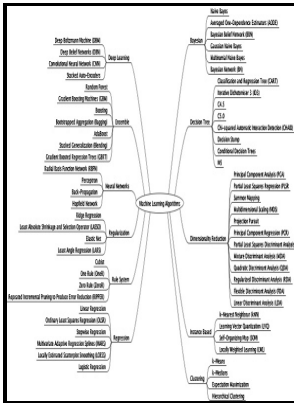 Deep Boltzmann Machine (DBM)
Deep Belief Networks (DBN)
Convolutional Neural Network (CNN)
Stacked Auto-Encoders
Deep Learning
Random Forest
Gradient Boosting Machines (GBM)
Boosting
Bootstrapped Aggregation (Bagging)
AdaBoost
Stacked Generalization (Blending)
Gradient Boosted Regression Trees (GBRT)
Ensemble
Radial Basis Function Network (RBFN)
Perceptron
Back-Propagation
Hopfield Network
Neural Networks
Ridge Regression
Least Absolute Shrinkage and Selection Operator (LASSO)
Elastic Net
Least Angle Regression (LARS)
Regularization
Cubist
One Rule (OneR)
Zero Rule (ZeroR)
Repeated Incremental Pruning to Produce Error Reduction (RIPPER)
Rule System
Linear Regression
Ordinary Least Squares Regression (OLSR)
Stepwise Regression
Multivariate Adaptive Regression Splines (MARS)
Locally Estimated Scatterplot Smoothing (LOESS)
Logistic Regression
Regression
Machine Learning Algorithms
Bayesian
Naive Bayes
Averaged One-Dependence Estimators (AODE)
Bayesian Belief Network (BBN)
Gaussian Naive Bayes
Multinomial Naive Bayes
Bayesian Network (BN)
Decision Tree
Classification and Regression Tree (CART)
Iterative Dichotomiser 3 (ID3)
C4.5
C5.0
Chi-squared Automatic Interaction Detection (CHAID)
Decision Stump
Conditional Decision Trees
M5
Dimensionality Reduction
Principal Component Analysis (PCA)
Partial Least Squares Regression (PLSR)
Sammon Mapping
Multidimensional Scaling (MDS)
Projection Pursuit
Principal Component Regression (PCR)
Partial Least Squares Discriminant Analysis
Mixture Discriminant Analysis (MDA)
Quadratic Discriminant Analysis (QDA)
Regularized Discriminant Analysis (RDA)
Flexible Discriminant Analysis (FDA)
Linear Discriminant Analysis (LDA)
Instance Based
k-Nearest Neighbour (kNN)
Learning Vector Quantization (LVQ)
Self-Organizing Map (SOM)
Locally Weighted Learning (LWL)
Clustering
k-Means
k-Medians
Expectation Maximization
Hierarchical Clustering